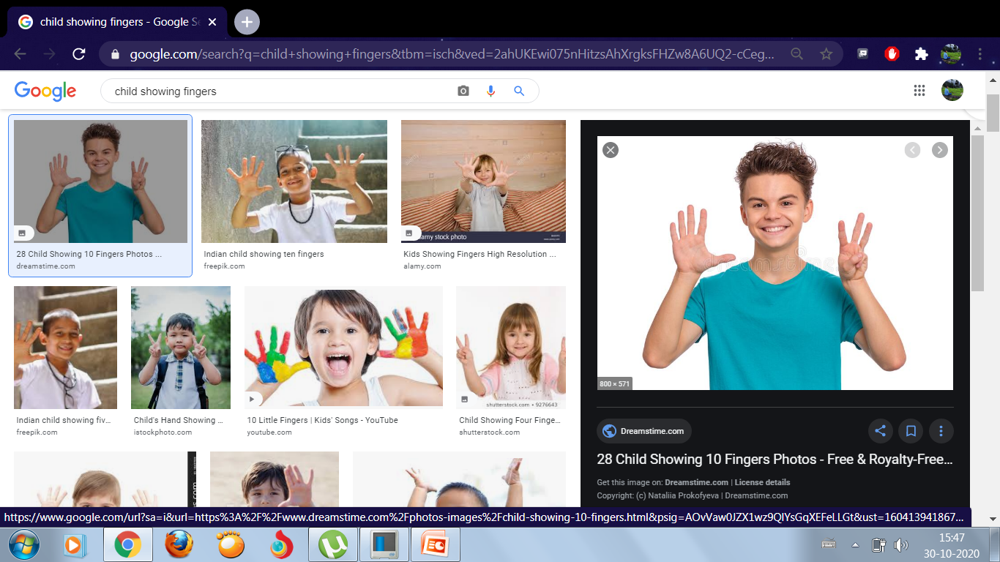 child showing fingers - Google Se
google.com/search?q=child+showing+fingers&tbm=isch&ved=2ahUKEwi075nHitzsAhXrgksFHZw8A6UQ2-cCeg...
Google
child showing fingers
28 Child Showing 10 Fingers Photos ...
dreamstime.com
Indian child showing ten fingers
freepik.com
alamy stock photo
Kids Showing Fingers High Resolution ...
alamy.com
dreamstime
800 × 571
Indian child showing fiv...
freepik.com
Child's Hand Showing ...
istockphoto.com
10 Little Fingers | Kids' Songs - YouTube
youtube.com
shutterstock.com • 9276643
Child Showing Four Finge...
shutterstock.com
Dreamstime.com
28 Child Showing 10 Fingers Photos - Free & Royalty-Free...
Get this image on: Dreamstime.com | License details
Copyright: (c) Nataliia Prokofyeva | Dreamstime.com
https://www.google.com/url?sa=i&url=https%3A%2F%2Fwww.dreamstime.com%2Fphotos-images%2Fchild-showing-10-fingers.html&psig=AOvVaw0JZX1wz9QIYsGqXEFeLLGt&ust=160413941867...
15:47
30-10-2020